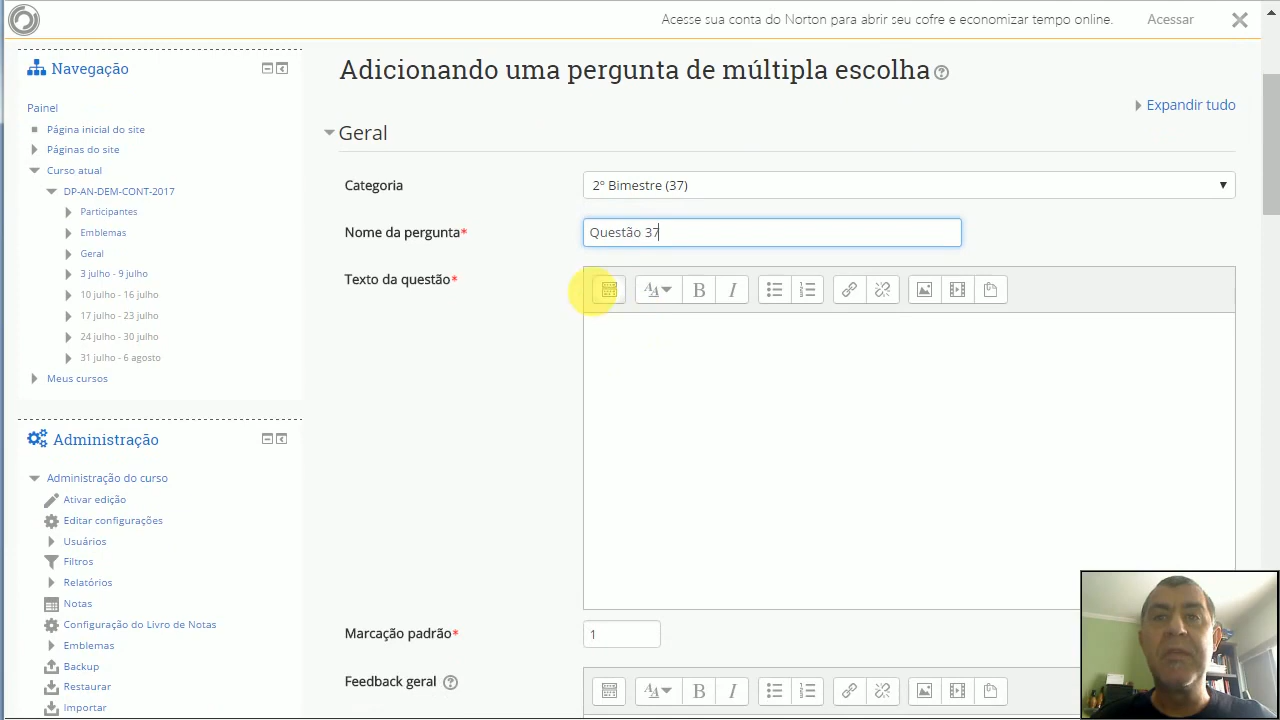 Acesse sua conta do Norton para abrir seu cofre e economizar tempo online.
Acessar
Navegação
Painel
Página inicial do site
Páginas do site
Curso atual
DP-AN-DEM-CONT-2017
Participantes
Emblemas
Geral
3 julho - 9 julho
10 julho - 16 julho
17 julho - 23 julho
24 julho - 30 julho
31 julho - 6 agosto
Meus cursos
Administração
Administração do curso
Ativar edição
Editar configurações
Usuários
Filtros
Relatórios
Notas
Configuração do Livro de Notas
Emblemas
Backup
Restaurar
Importar
Adicionando uma pergunta de múltipla escolha
Expandir tudo
Geral
Categoria
2º Bimestre (37)
Nome da pergunta*
Questão 37
Texto da questão*
B I
Marcação padrão*
1
Feedback geral
B I